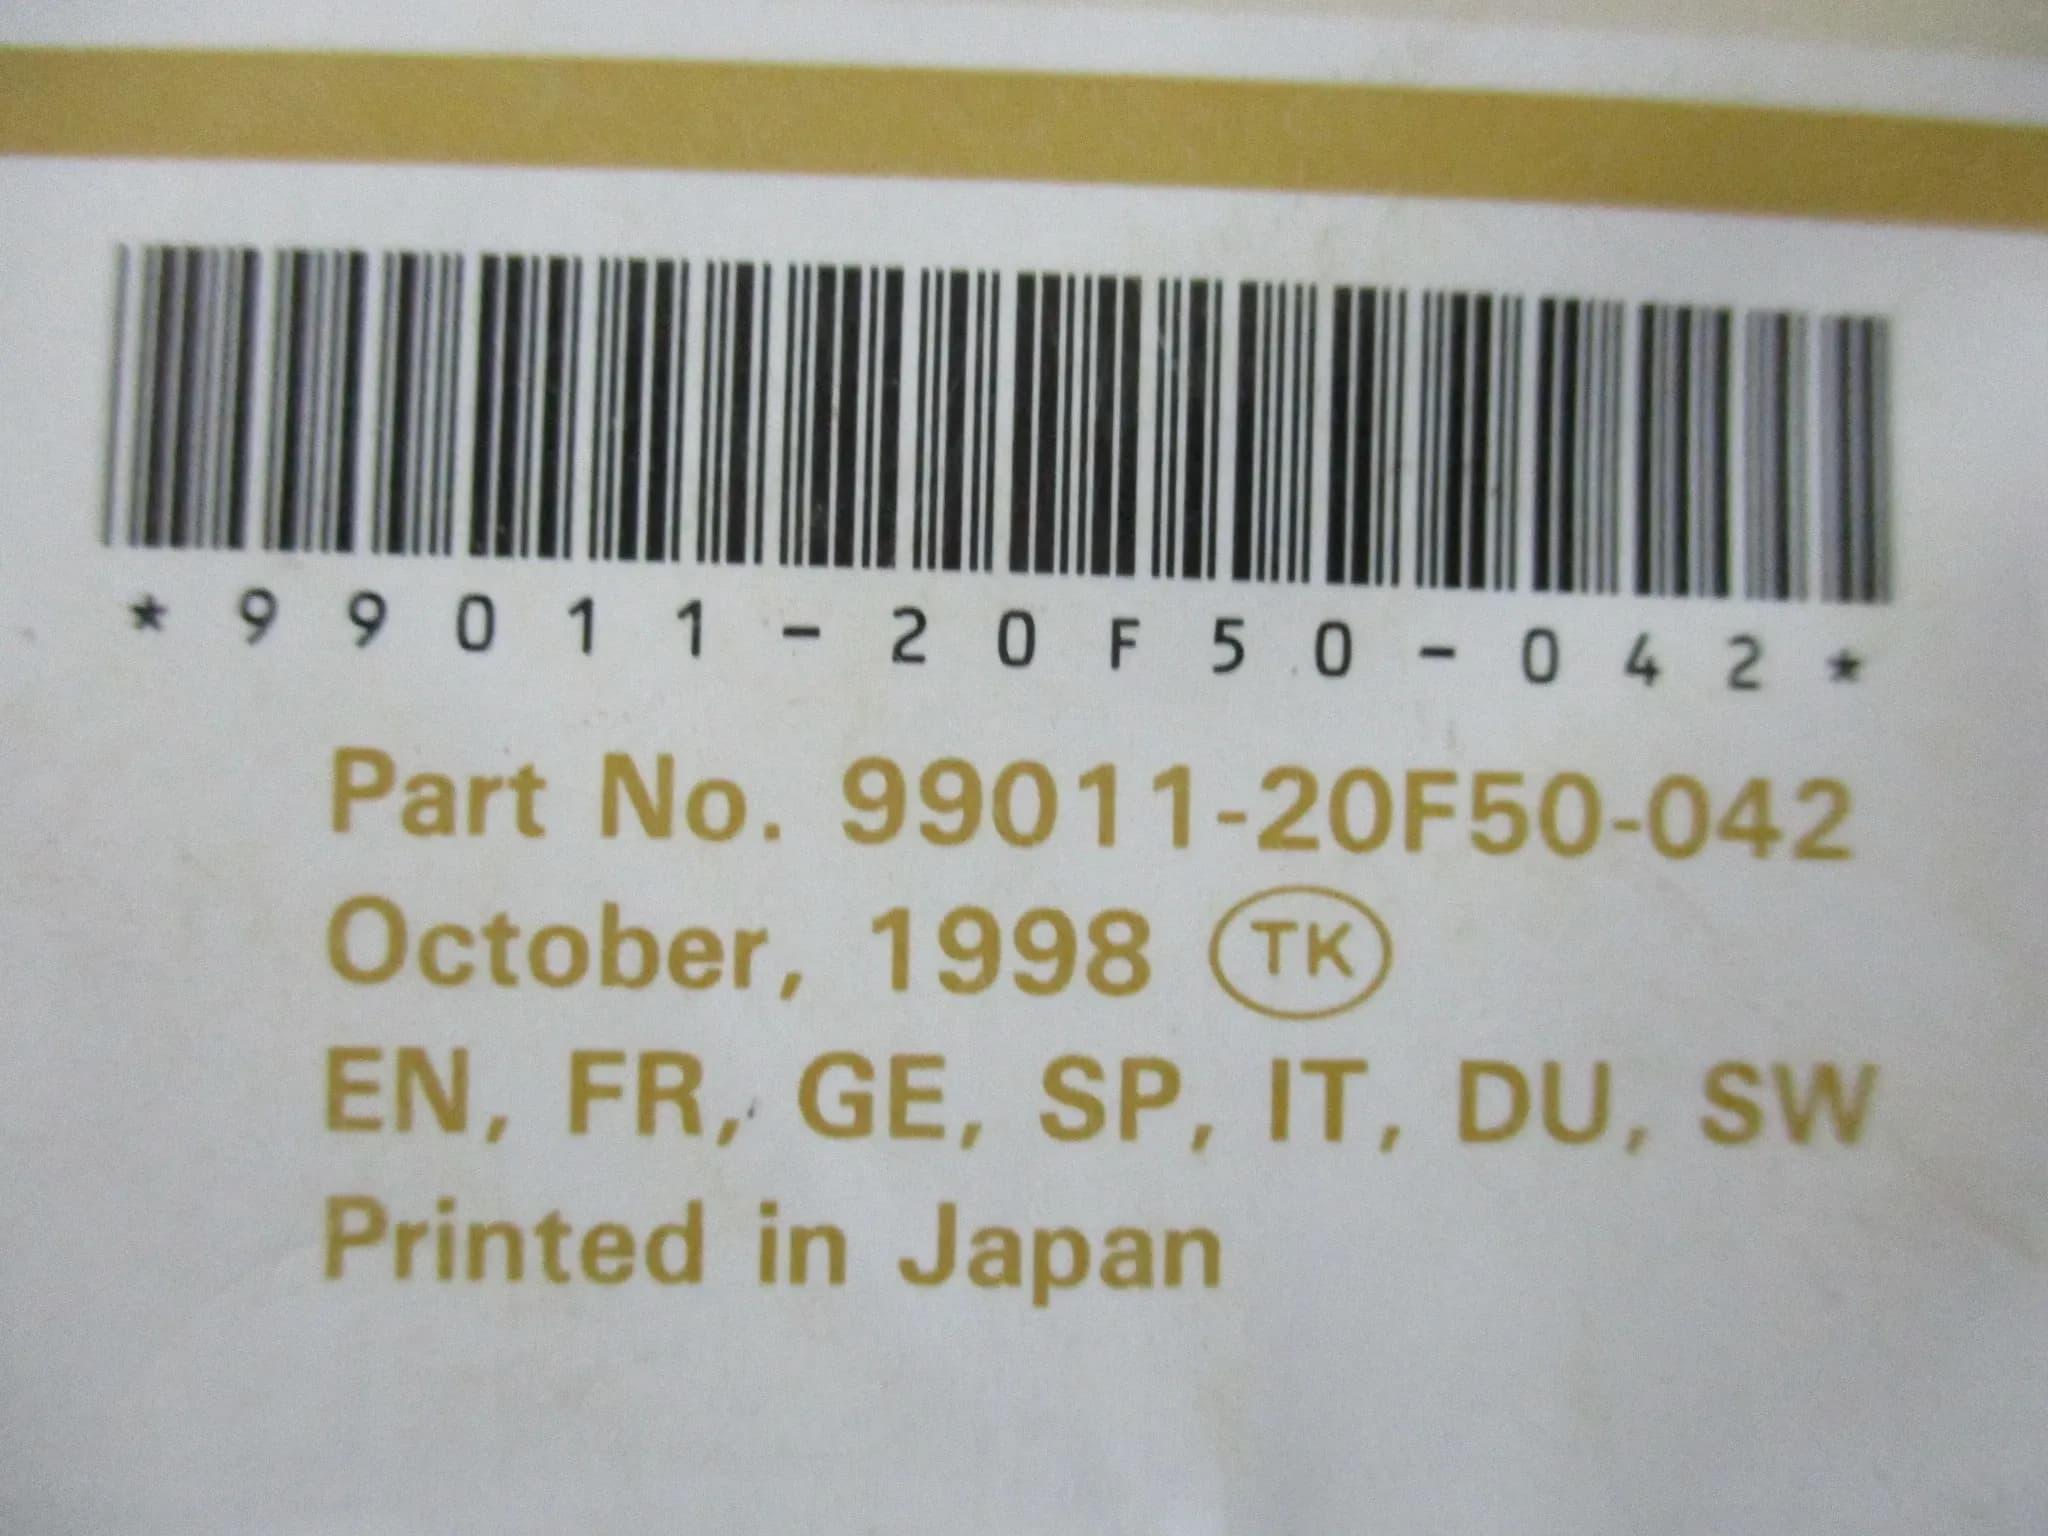 *99011-20F50-042*
Part No. 99011-20F50-042
October, 1998 TK
EN, FR, GE, SP, IT, DU, SW
Printed in Japan